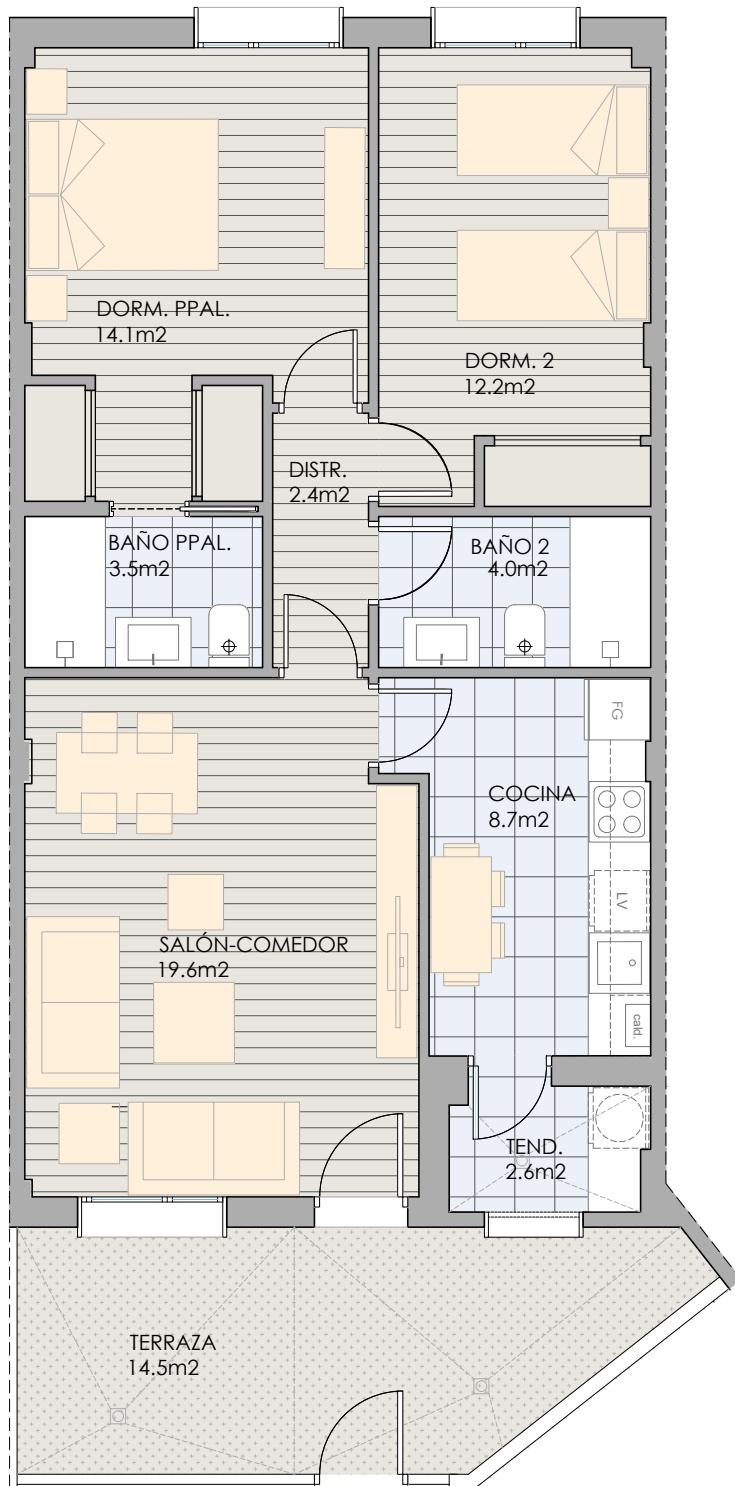 DORM. PPAL.
14.1m2
DORM. 2
12.2m2
DISTR.
2.4m2
BAÑO PPAL.
3.5m2
BAÑO 2
4.0m2
FG
COCINA
8.7m2
LV
SALÓN-COMEDOR
19.6m2
cald.
TEND.
2.6m2
TERRAZA
14.5m2